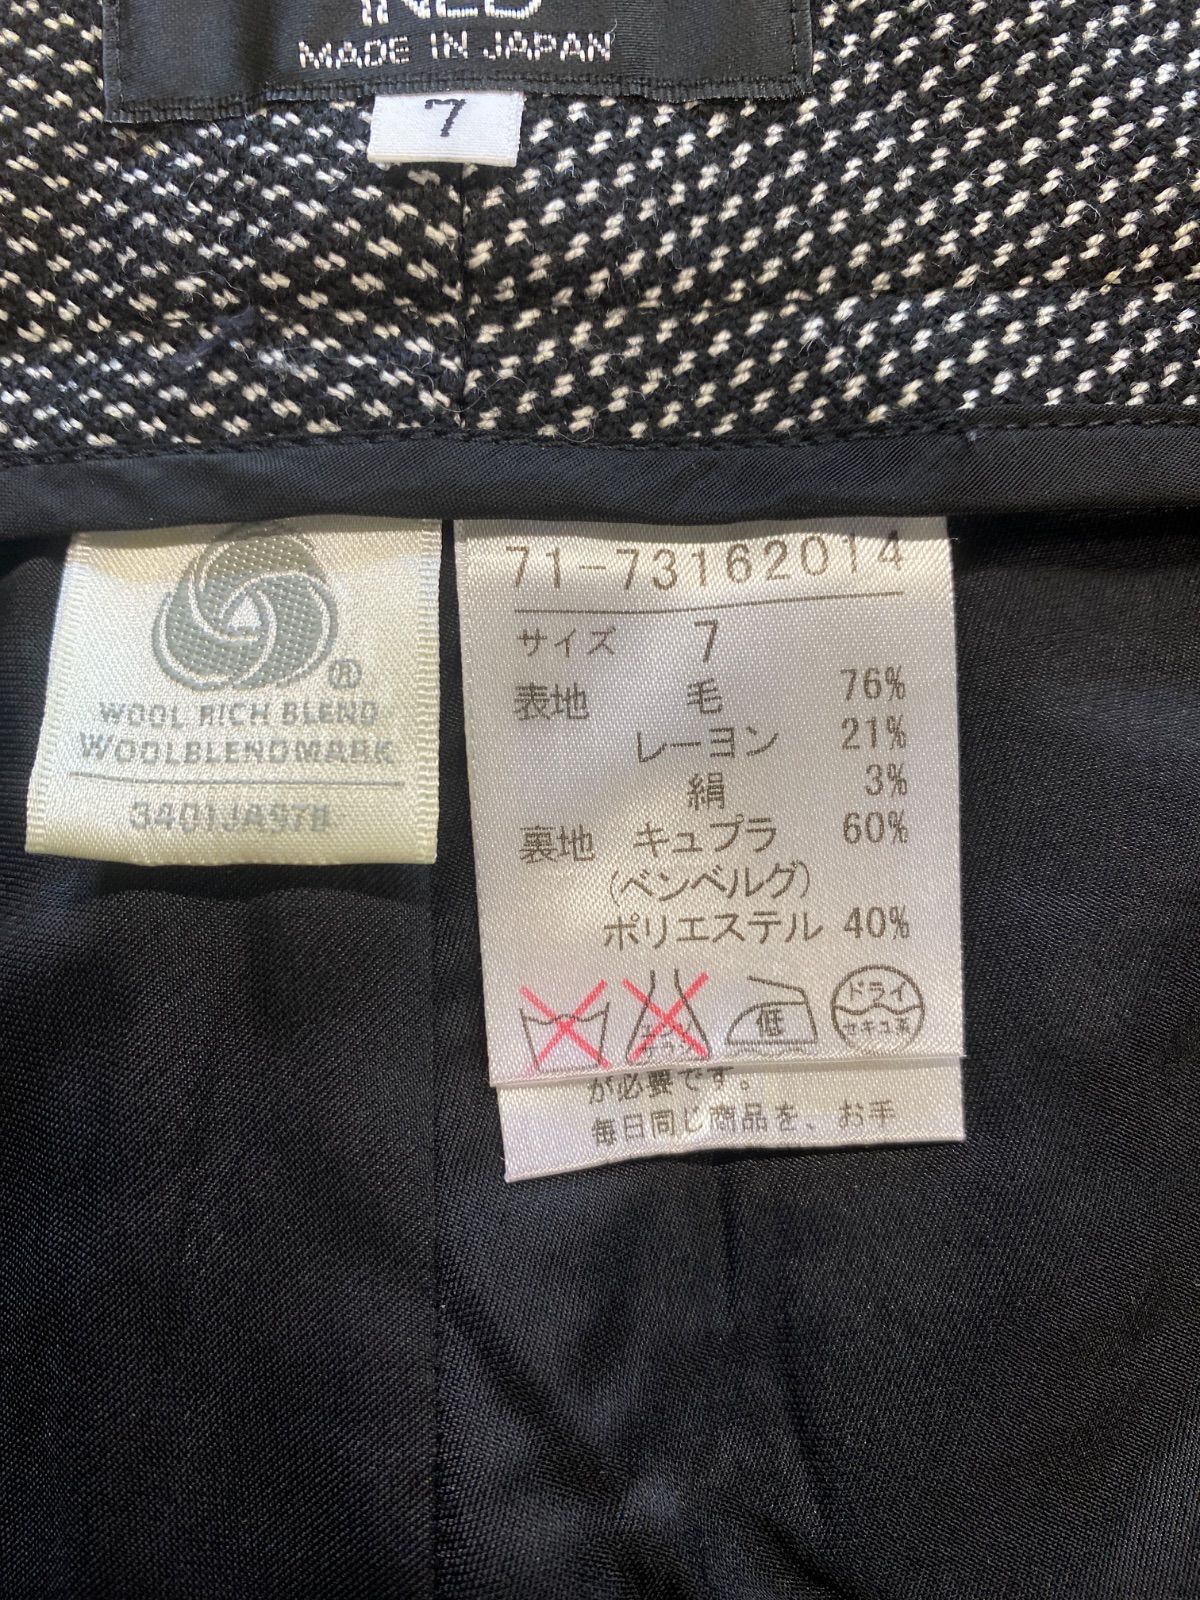 INED
MADE IN JAPAN
7
WOOL RICH BLEND
WOOLBLENDMARK
71-73162014
サイズ 7
表地 毛 76%
レーヨン 21%
絹 3%
裏地 キュプラ 60%
(ベンベルグ)
ポリエステル 40%
低
ドライ
セキユ系
が必要です。
毎日同じ商品を、お手